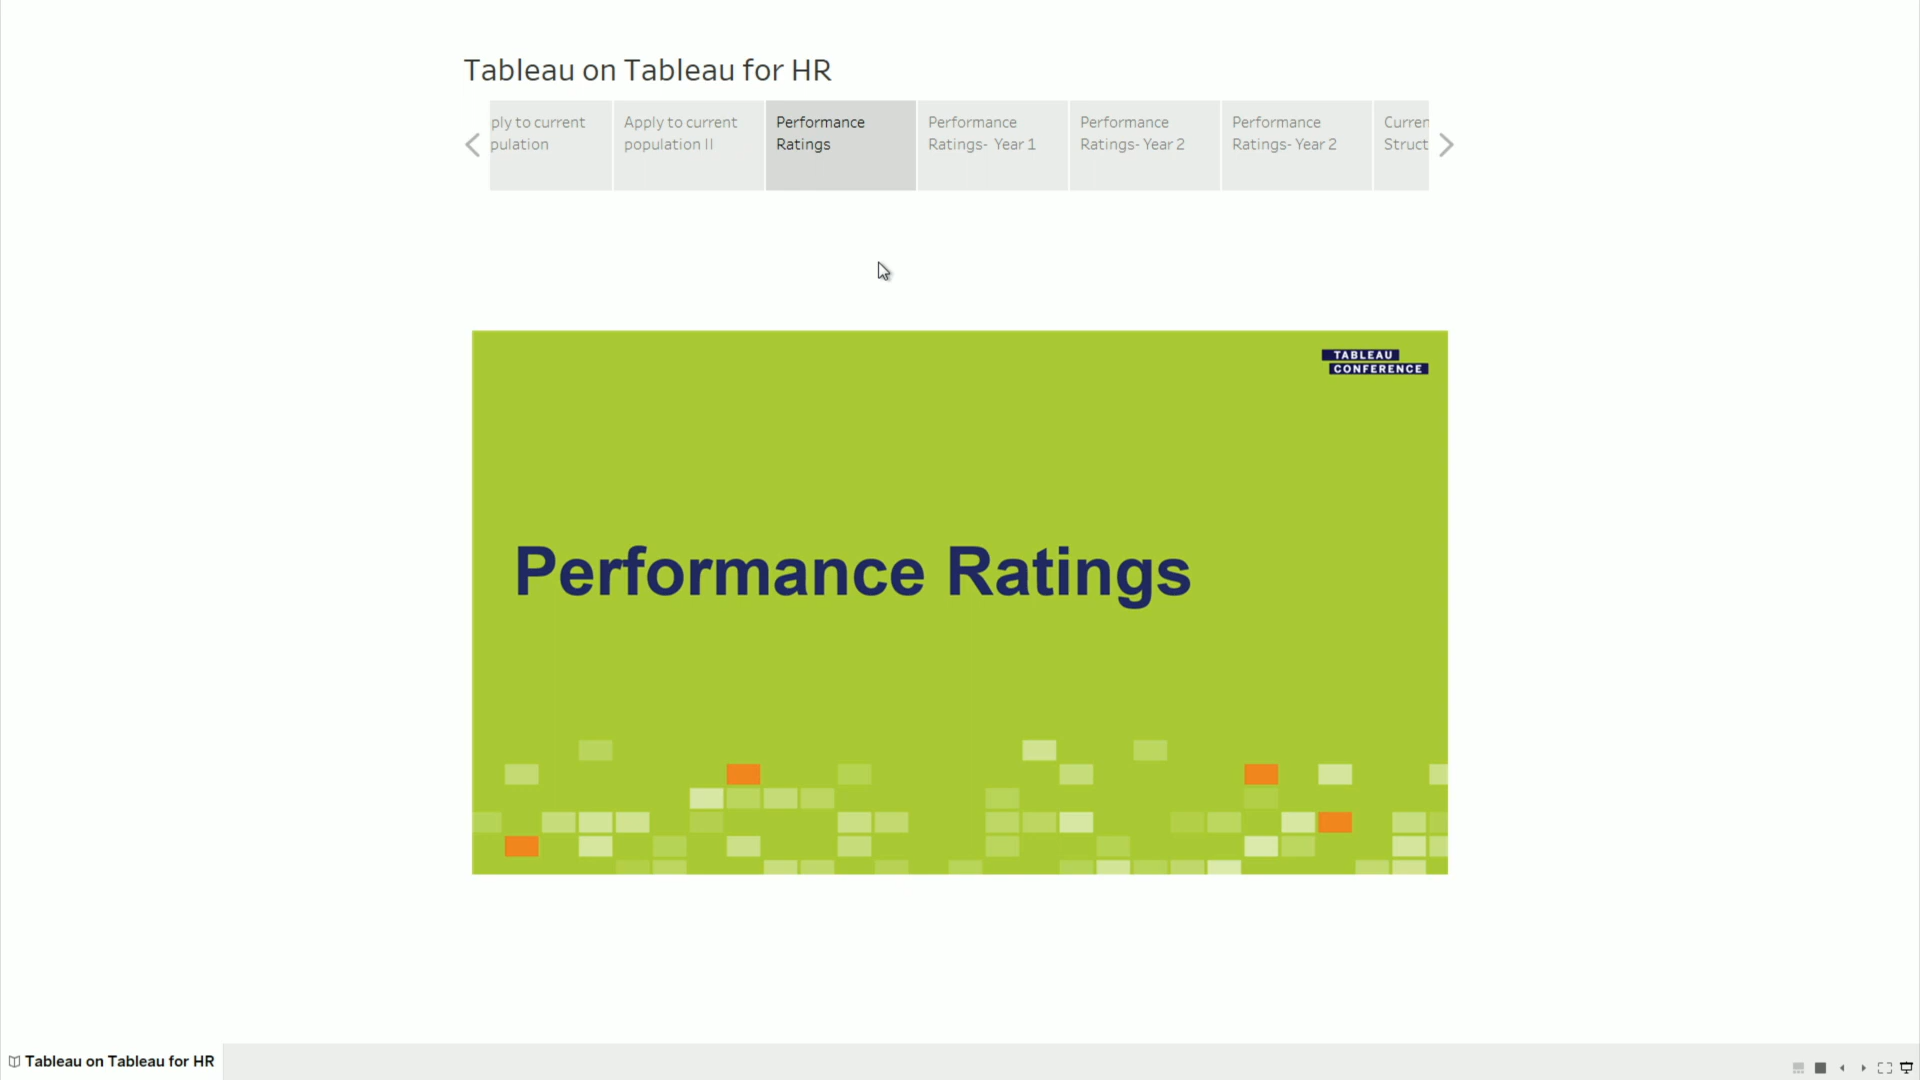 Tableau on Tableau for HR
ply to current
pulation
Apply to current
population II
Performance
Ratings
Performance
Ratings- Year 1
Performance
Ratings- Year 2
Performance
Ratings- Year 2
Curren
Struct
TABLEAU
CONFERENCE
Performance Ratings
Tableau on Tableau for HR